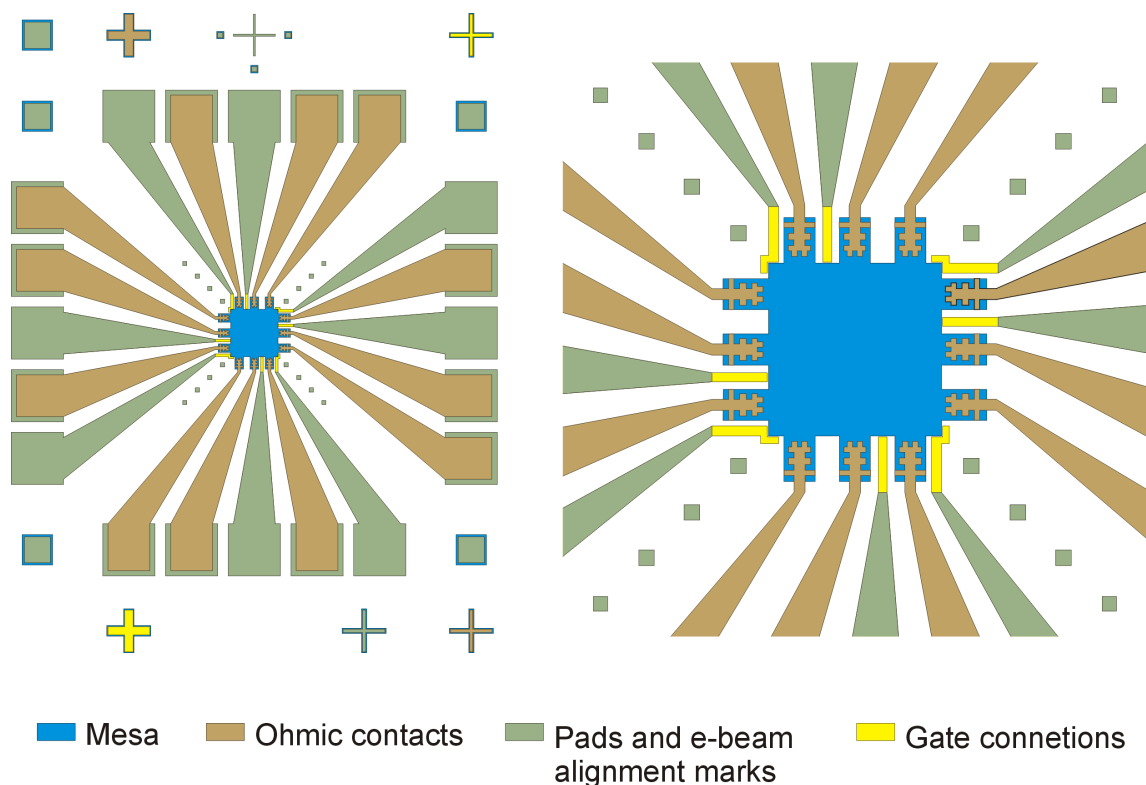 Mesa
Ohmic contacts
Pads and e-beam
alignment marks
Gate connetions